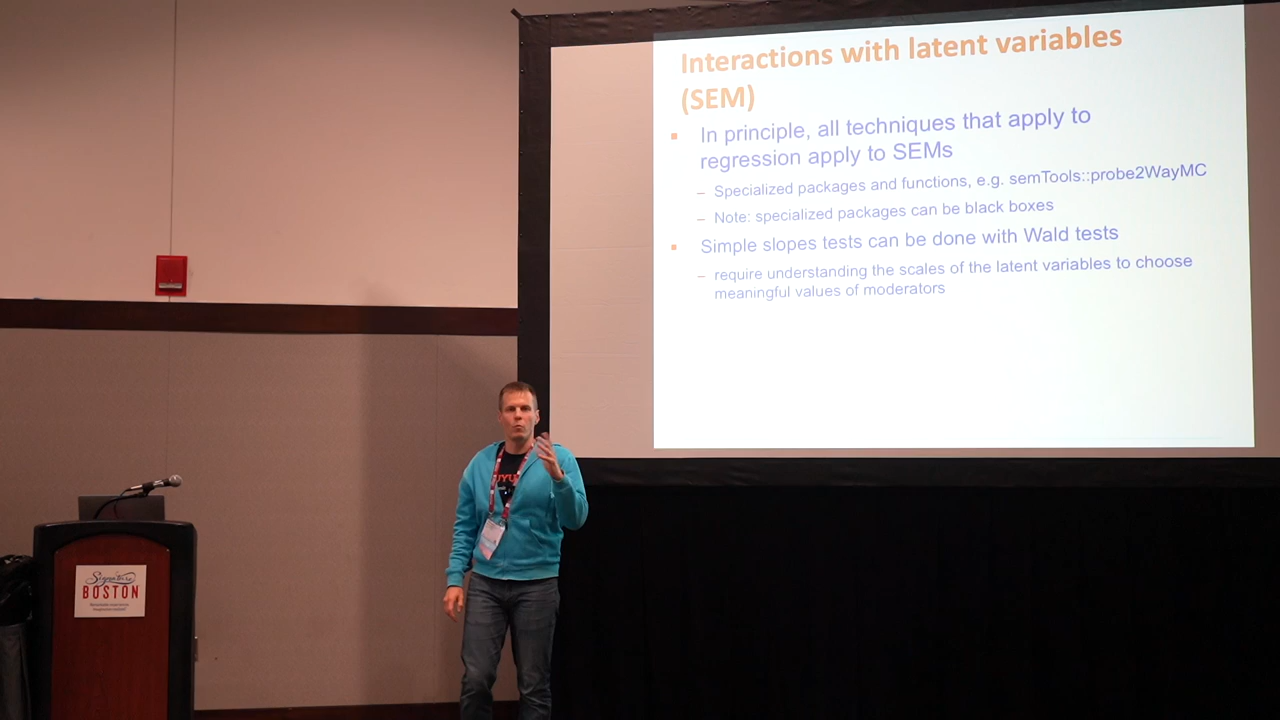 Interactions with latent variables
(SEM)
▪ In principle, all techniques that apply to
regression apply to SEMs
– Specialized packages and functions, e.g. semTools::probe2WayMC
– Note: specialized packages can be black boxes
▪ Simple slopes tests can be done with Wald tests
– require understanding the scales of the latent variables to choose
meaningful values of moderators
Signature
BOSTON